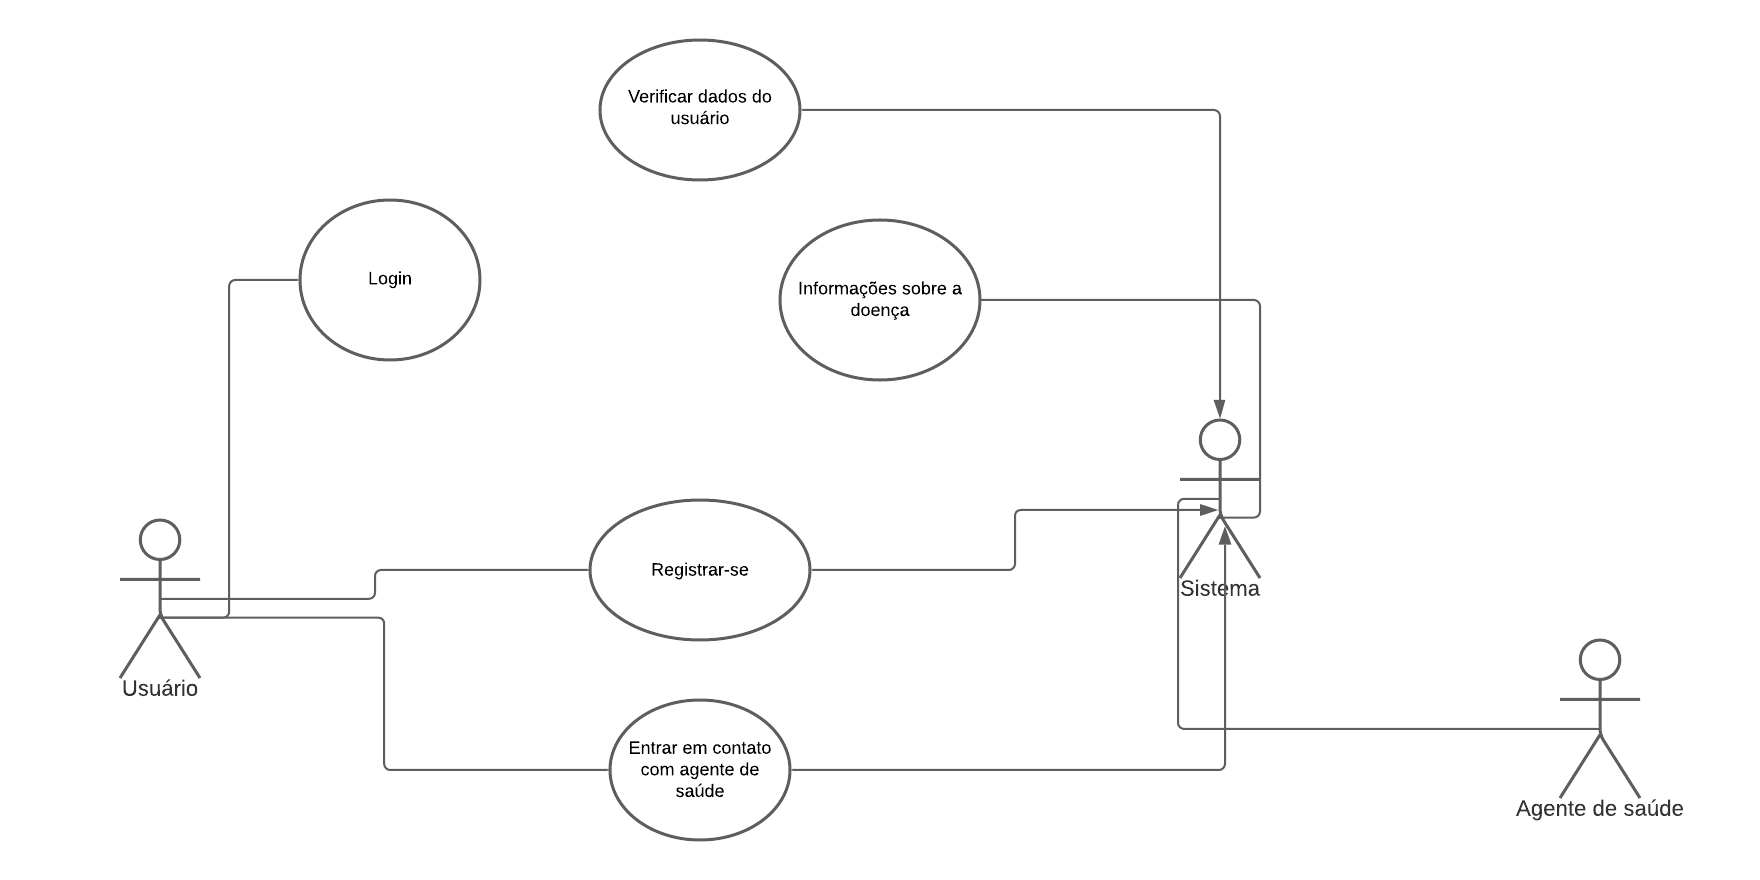 Verificar dados do
usuário
Login
Informações sobre a
doença
Registrar-se
Sistema
Usuário
Entrar em contato
com agente de
saúde
Agente de saúde